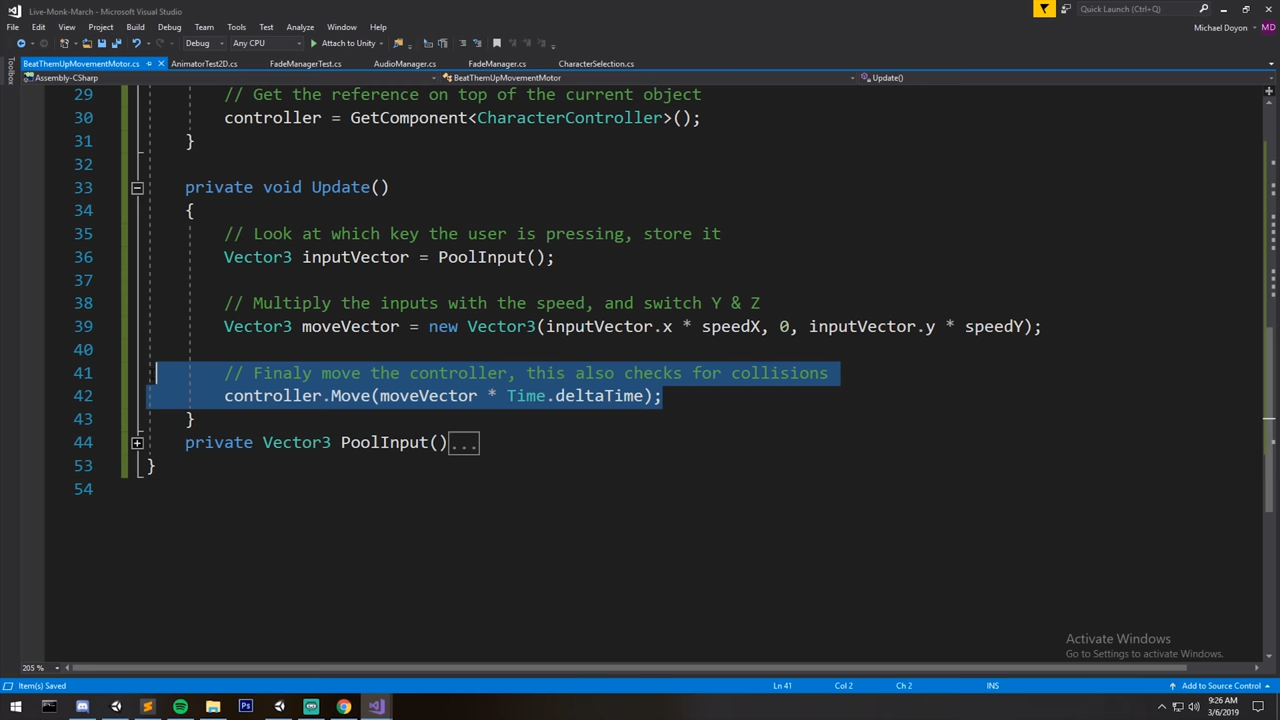 Live-Monk-March - Microsoft Visual Studio
Quick Launch (Ctrl+Q)
File Edit View Project Build Debug Team Tools Test Analyze Window Help
Michael Doyon MD
Debug Any CPU Attach to Unity
Toolbox
BeatThemUpMovementMotor.cs AnimatorTest2D.cs FadeManagerTest.cs AudioManager.cs FadeManager.cs CharacterSelection.cs
Assembly-CSharp BeatThemUpMovementMotor Update()
29 // Get the reference on top of the current object
30 controller = GetComponent<CharacterController>();
31 }
32
33 private void Update()
34 {
35 // Look at which key the user is pressing, store it
36 Vector3 inputVector = PoolInput();
37
38 // Multiply the inputs with the speed, and switch Y & Z
39 Vector3 moveVector = new Vector3(inputVector.x * speedX, 0, inputVector.y * speedY);
40
41 // Finaly move the controller, this also checks for collisions
42 controller.Move(moveVector * Time.deltaTime);
43 }
44 private Vector3 PoolInput()...
53 }
54
Activate Windows
Go to Settings to activate Windows.
205 %
Item(s) Saved Ln 41 Col 2 Ch 2 INS Add to Source Control
9:26 AM
3/6/2019